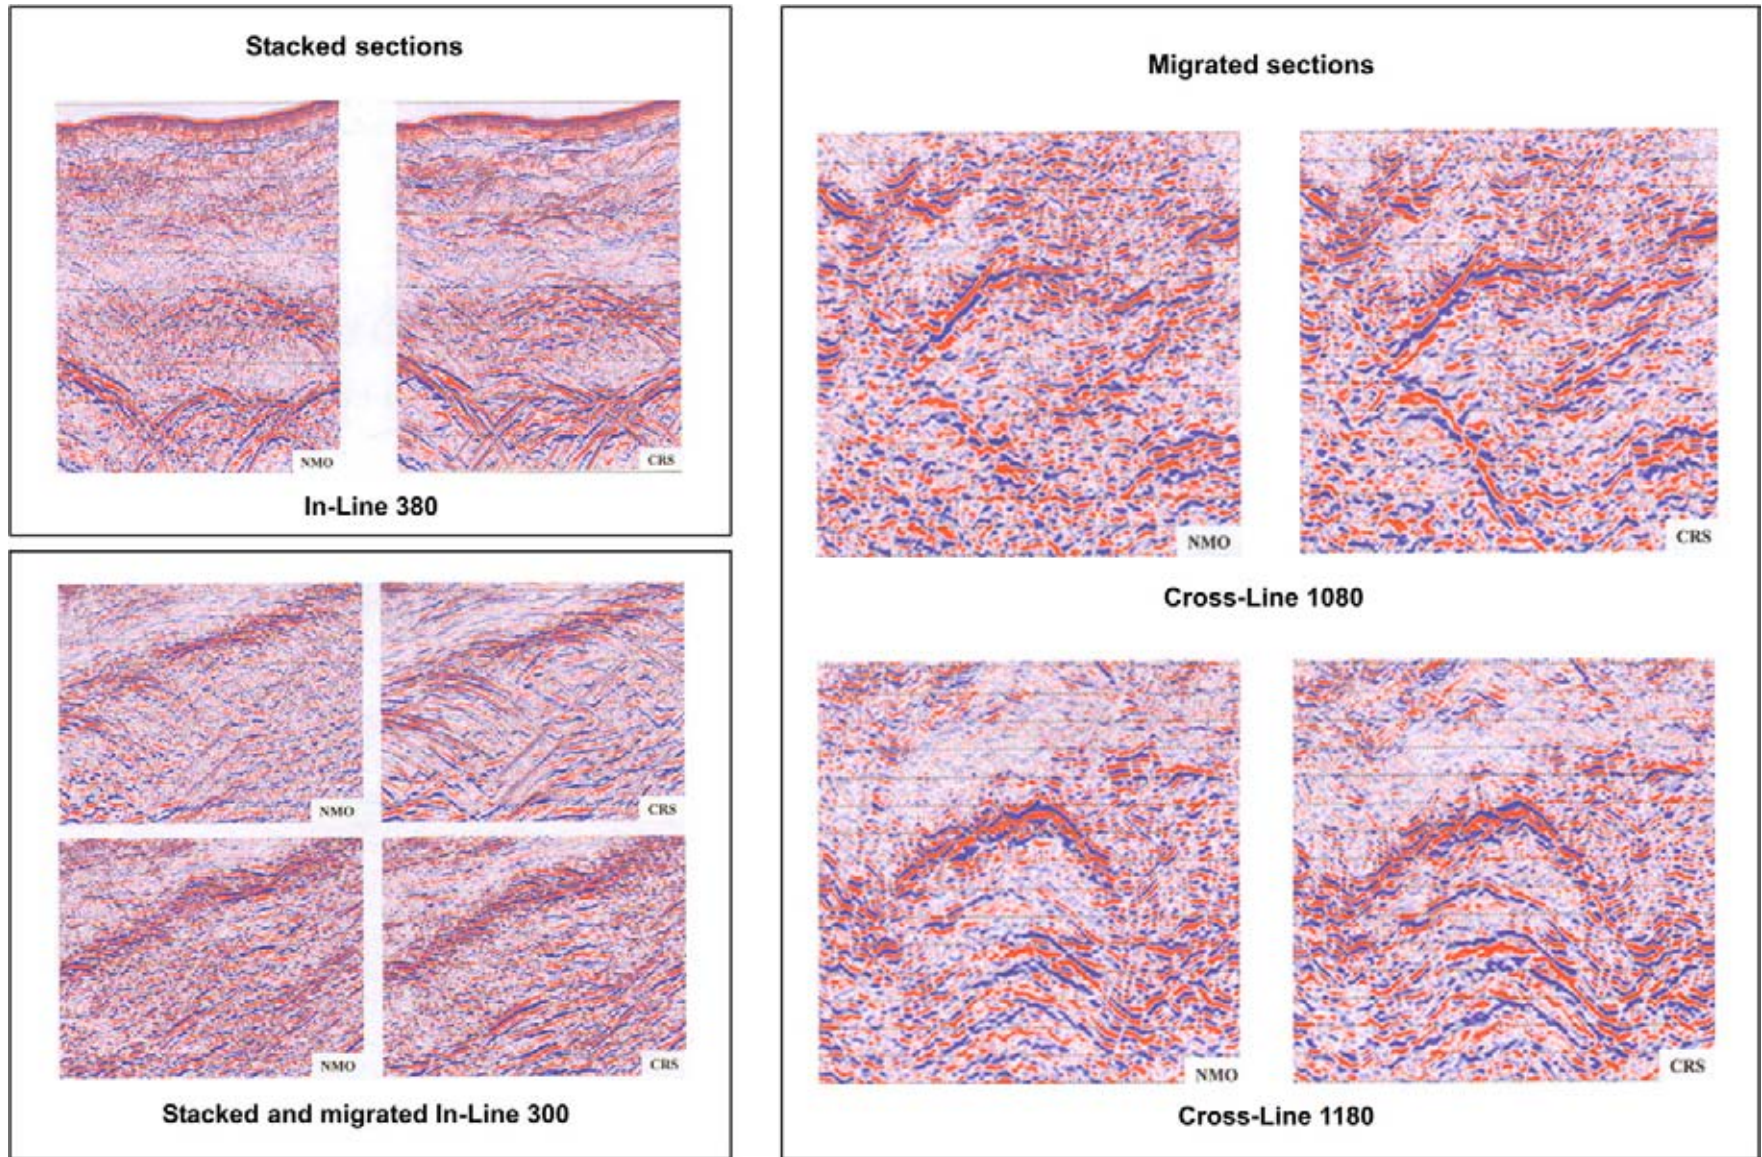 Stacked sections
NMO
CRS
In-Line 380
NMO
CRS
NMO
CRS
Stacked and migrated In-Line 300
Migrated sections
NMO
CRS
Cross-Line 1080
NMO
CRS
Cross-Line 1180